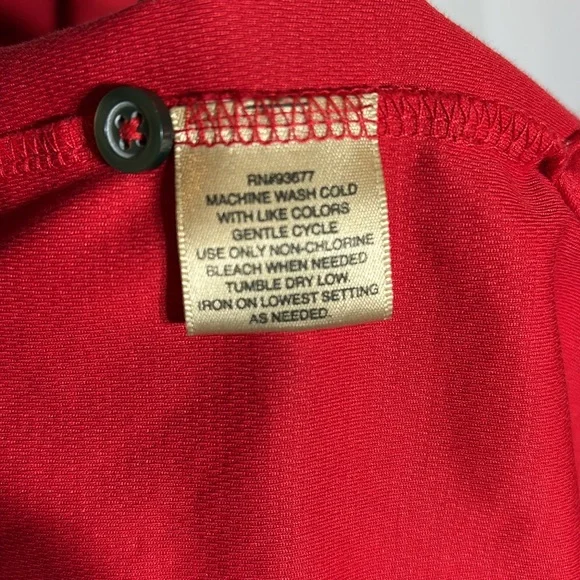 RN#93677
MACHINE WASH COLD
WITH LIKE COLORS
GENTLE CYCLE
USE ONLY NON-CHLORINE
BLEACH WHEN NEEDED
TUMBLE DRY LOW.
IRON ON LOWEST SETTING
AS NEEDED.